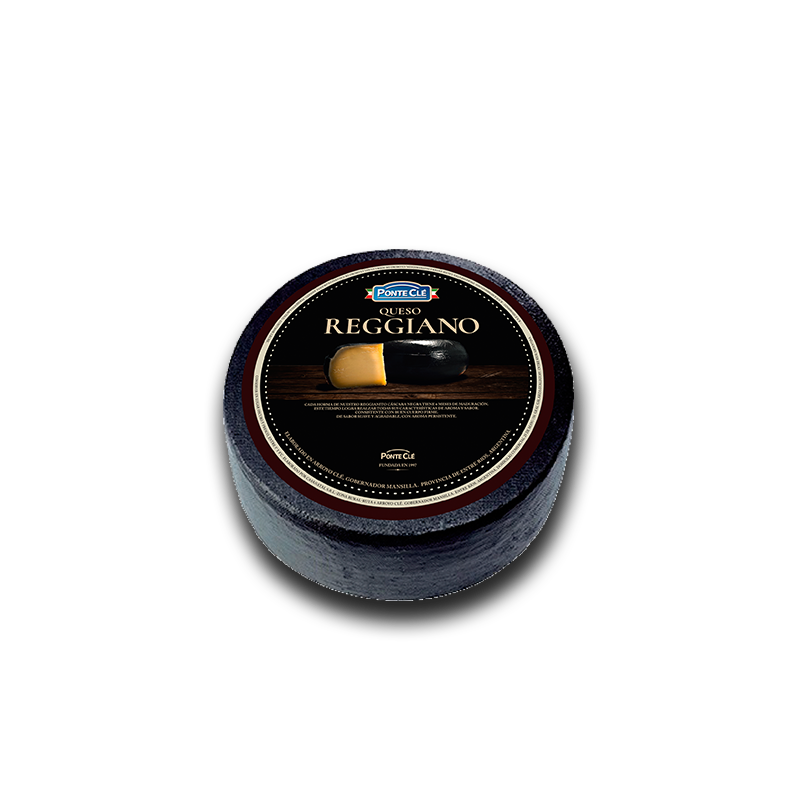 PONTE CLÉ
QUESO
REGGIANO
CADA HORMA DE NUESTRO REGGIANITO CÁSCARA NEGRA TIENE 6 MESES DE MADURACIÓN.
ESTE TIEMPO LOGRA REALZAR TODAS SUS CARACTERÍSTICAS DE AROMA Y SABOR.
CONSISTENTE CON BUEN CUERPO FIRME.
DE SABOR SUAVE Y AGRADABLE, CON AROMA PERSISTENTE.
PONTE CLÉ
FUNDADA EN 1997
ELABORADO EN ARROYO CLÉ, GOBERNADOR MANSILLA. PROVINCIA DE ENTRE RIOS, ARGENTINA